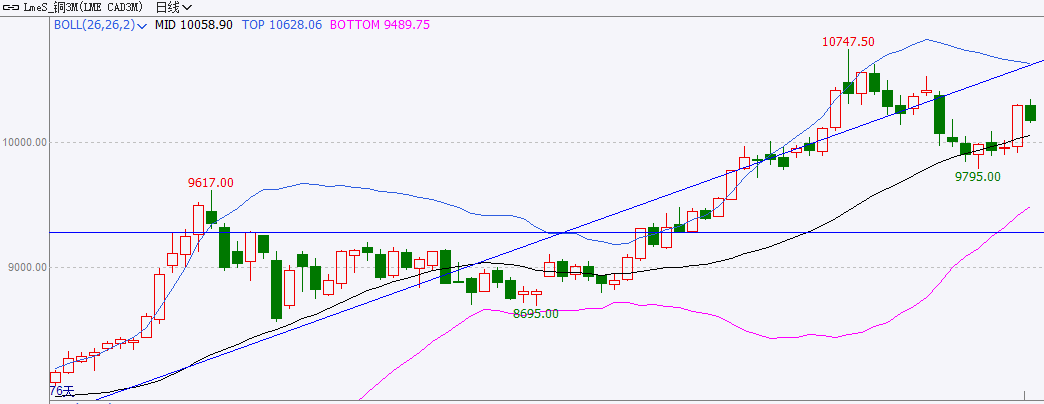 LmeS_铜3M(LME CAD3M) 日线
BOLL(26,26,2) MID 10058.90 TOP 10628.06 BOTTOM 9489.75
10747.50
10000.00
9795.00
9617.00
9000.00
8695.00
76天